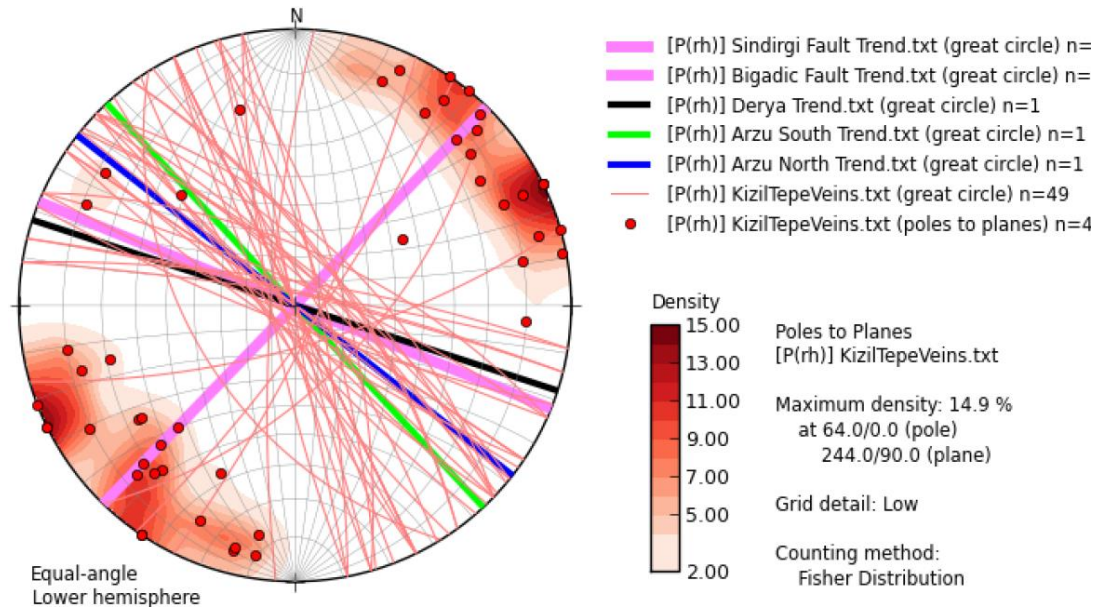 N
[P(rh)] Sindirgi Fault Trend.txt (great circle) n=
[P(rh)] Bigadic Fault Trend.txt (great circle) n=
[P(rh)] Derya Trend.txt (great circle) n=1
[P(rh)] Arzu South Trend.txt (great circle) n=1
[P(rh)] Arzu North Trend.txt (great circle) n=1
[P(rh)] KizilTepeVeins.txt (great circle) n=49
[P(rh)] KizilTepeVeins.txt (poles to planes) n=4
Density
15.00
13.00
11.00
9.00
7.00
5.00
2.00
Poles to Planes
[P(rh)] KizilTepeVeins.txt
Maximum density: 14.9 %
at 64.0/0.0 (pole)
244.0/90.0 (plane)
Grid detail: Low
Counting method:
Fisher Distribution
Equal-angle
Lower hemisphere